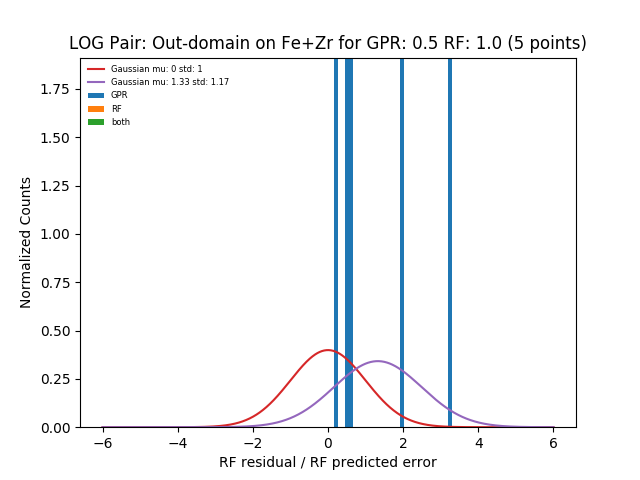 LOG Pair: Out-domain on Fe+Zr for GPR: 0.5 RF: 1.0 (5 points)
Gaussian mu: 0 std: 1
Gaussian mu: 1.33 std: 1.17
GPR
RF
both
1.75
1.50
1.25
1.00
0.75
0.50
0.25
0.00
Normalized Counts
−6 −4 −2 0 2 4 6
RF residual / RF predicted error